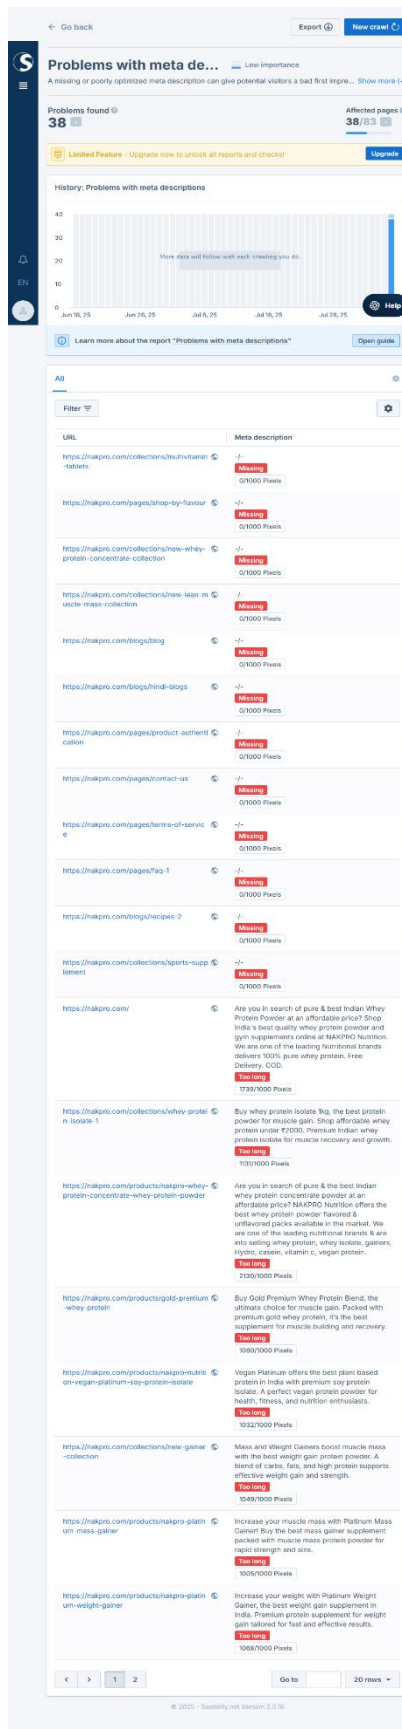 ← Go back
Export
New crawl
Problems with meta de...
Low importance
A missing or poorly optimized meta description can give potential visitors a bad first impre... Show more
Problems found
38
Affected pages
38/83
Limited Feature - Upgrade now to unlock all reports and checks!
Upgrade
History: Problems with meta descriptions
40
30
20
10
0
More data will follow with each crawling you do.
Jun 16, 25
Jun 26, 25
Jul 6, 25
Jul 16, 25
Jul 26, 25
EN
Help
Learn more about the report "Problems with meta descriptions"
Open guide
All
Filter
URL
Meta description
https://nakpro.com/collections/multivitamin
-tablets
-/-
Missing
0/1000 Pixels
https://nakpro.com/pages/shop-by-flavour
-/-
Missing
0/1000 Pixels
https://nakpro.com/collections/new-whey-
protein-concentrate-collection
-/-
Missing
0/1000 Pixels
https://nakpro.com/collections/new-lean-m
uscle-mass-collection
-/-
Missing
0/1000 Pixels
https://nakpro.com/blogs/blog
-/-
Missing
0/1000 Pixels
https://nakpro.com/blogs/hindi-blogs
-/-
Missing
0/1000 Pixels
https://nakpro.com/pages/product-authenti
cation
-/-
Missing
0/1000 Pixels
https://nakpro.com/pages/contact-us
-/-
Missing
0/1000 Pixels
https://nakpro.com/pages/terms-of-servic
e
-/-
Missing
0/1000 Pixels
https://nakpro.com/pages/faq-1
-/-
Missing
0/1000 Pixels
https://nakpro.com/blogs/recipes-2
-/-
Missing
0/1000 Pixels
https://nakpro.com/collections/sports-supp
lement
-/-
Missing
0/1000 Pixels
https://nakpro.com/
Are you in search of pure & best Indian Whey
Protein Powder at an affordable price? Shop
India's best quality whey protein powder and
gym supplements online at NAKPRO Nutrition.
We are one of the leading Nutritional brands
delivers 100% pure whey protein. Free
Delivery. COD.
Too long
1739/1000 Pixels
https://nakpro.com/collections/whey-protei
n-isolate-1
Buy whey protein isolate 1kg, the best protein
powder for muscle gain. Shop affordable whey
protein under ₹2000. Premium Indian whey
protein isolate for muscle recovery and growth.
Too long
1131/1000 Pixels
https://nakpro.com/products/nakpro-whey-
protein-concentrate-whey-protein-powder
Are you in search of pure & the best Indian
whey protein concentrate powder at an
affordable price? NAKPRO Nutrition offers the
best whey protein powder flavored &
unflavored packs available in the market. We
are one of the leading nutritional brands & are
into selling whey protein, whey isolate, gainers,
Hydro, casein, vitamin c, vegan protein.
Too long
2130/1000 Pixels
https://nakpro.com/products/gold-premium
-whey-protein
Buy Gold Premium Whey Protein Blend, the
ultimate choice for muscle gain. Packed with
premium gold whey protein, it's the best
supplement for muscle building and recovery.
Too long
1060/1000 Pixels
https://nakpro.com/products/nakpro-nutriti
on-vegan-platinum-soy-protein-isolate
Vegan Platinum offers the best plant based
protein in India with premium soy protein
isolate. A perfect vegan protein powder for
health, fitness, and nutrition enthusiasts.
Too long
1032/1000 Pixels
https://nakpro.com/collections/new-gainer
-collection
Mass and Weight Gainers boost muscle mass
with the best weight gain protein powder. A
blend of carbs, fats, and high protein supports
effective weight gain and strength.
Too long
1049/1000 Pixels
https://nakpro.com/products/nakpro-platin
um-mass-gainer
Increase your muscle mass with Platinum Mass
Gainer! Buy the best mass gainer supplement
packed with muscle mass protein powder for
rapid strength and size.
Too long
1005/1000 Pixels
https://nakpro.com/products/nakpro-platin
um-weight-gainer
Increase your weight with Platinum Weight
Gainer, the best weight gain supplement in
India. Premium protein supplement for weight
gain tailored for fast and effective results.
Too long
1068/1000 Pixels
1
2
Go to
20 rows
© 2025 - Seobility.net Version 3.0.16